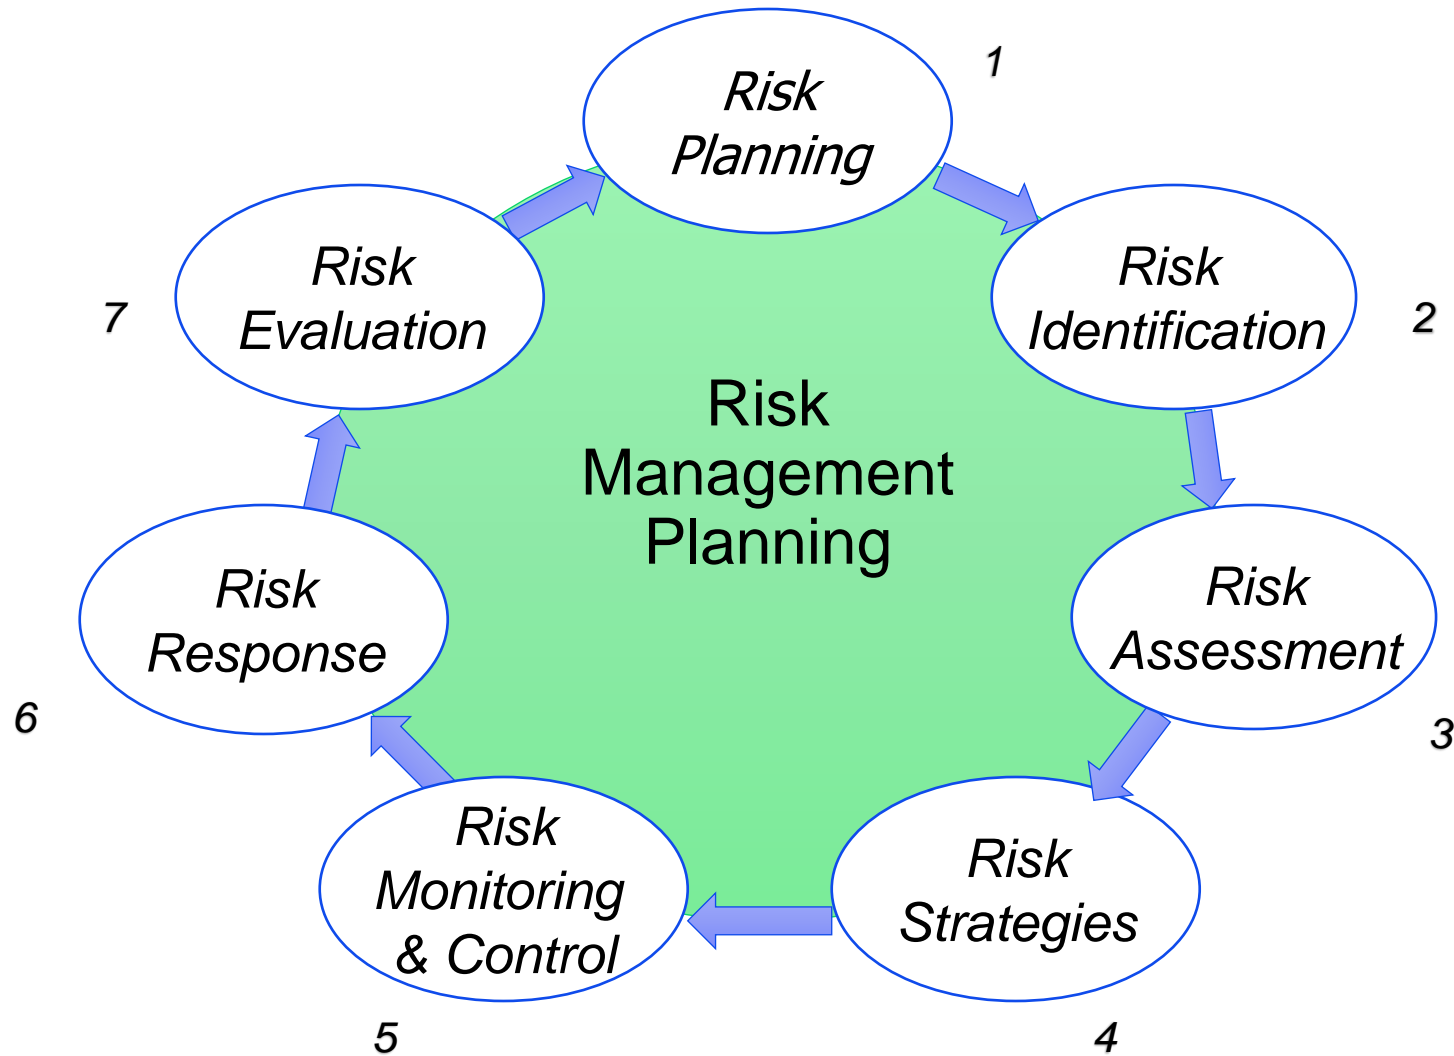 1
Risk
Planning
2
Risk
Identification
3
Risk
Assessment
4
Risk
Strategies
5
Risk
Monitoring
& Control
6
Risk
Response
7
Risk
Evaluation
Risk
Management
Planning